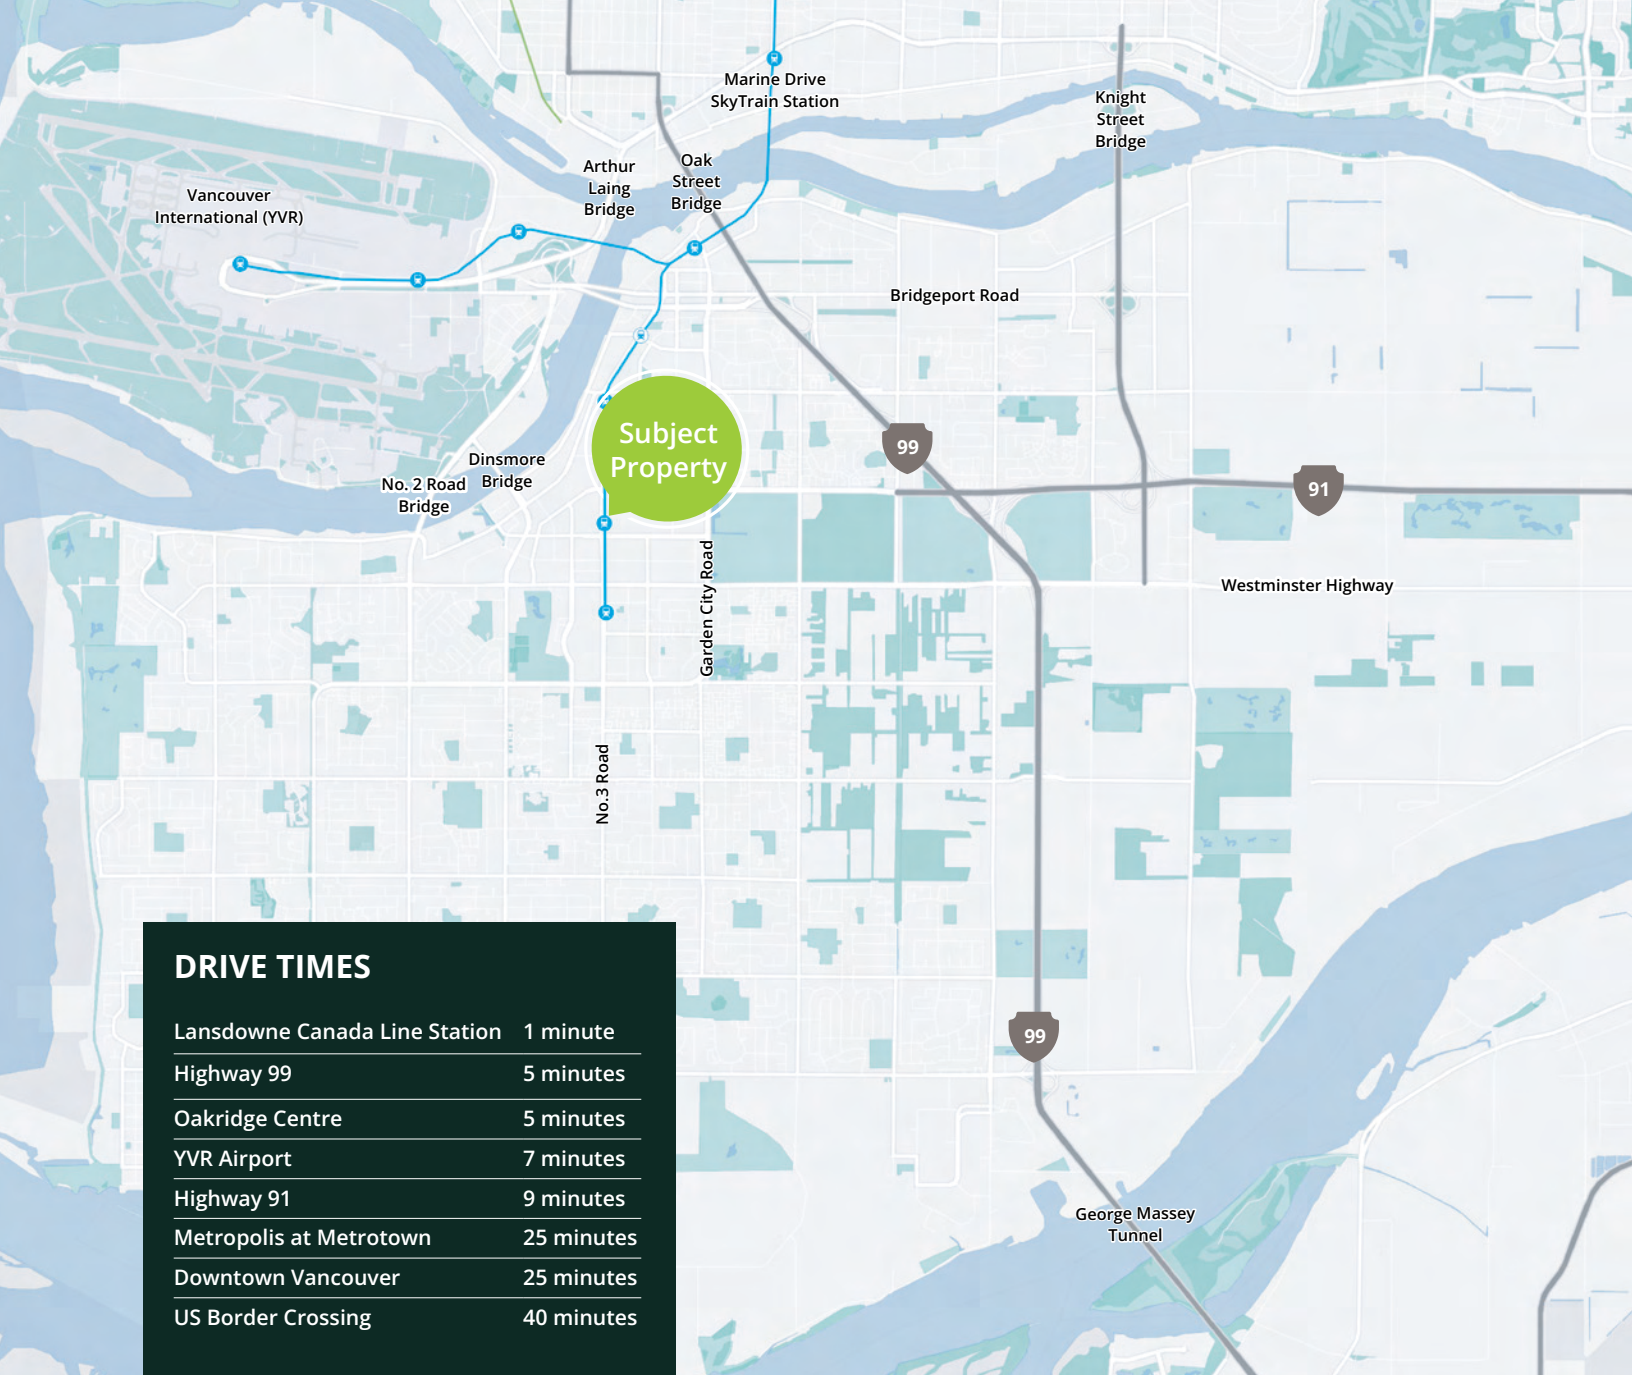 Marine Drive
SkyTrain Station
Knight
Street
Bridge
Arthur
Laing
Bridge
Oak
Street
Bridge
Vancouver
International (YVR)
Bridgeport Road
Subject
Property
99
91
Dinsmore
Bridge
No. 2 Road
Bridge
Garden City Road
Westminster Highway
No.3 Road
99
George Massey
Tunnel
DRIVE TIMES
Lansdowne Canada Line Station 1 minute
Highway 99 5 minutes
Oakridge Centre 5 minutes
YVR Airport 7 minutes
Highway 91 9 minutes
Metropolis at Metrotown 25 minutes
Downtown Vancouver 25 minutes
US Border Crossing 40 minutes